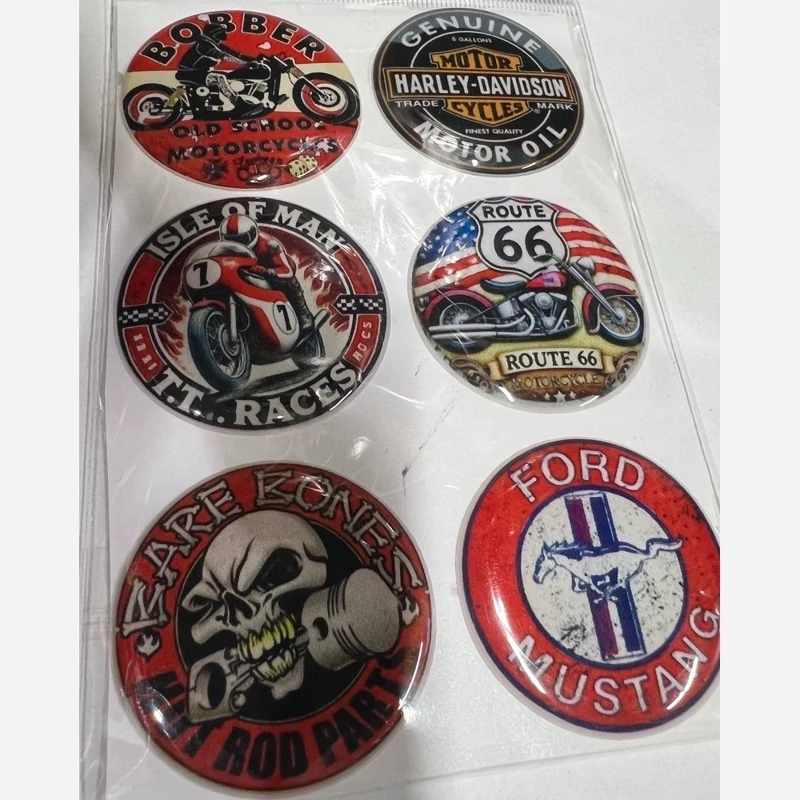 BOBBER
OLD SCHOOL
MOTORCYCLES
GENUINE
5 GALLONS
MOTOR
HARLEY-DAVIDSON
TRADE CYCLES MARK
FINEST QUALITY
MOTOR OIL
ISLE OF MAN
7
7
T.T... RACES
ROUTE
66
ROUTE 66
MOTORCYCLE
BARE BONES
HOT ROD PARTS
FORD
MUSTANG